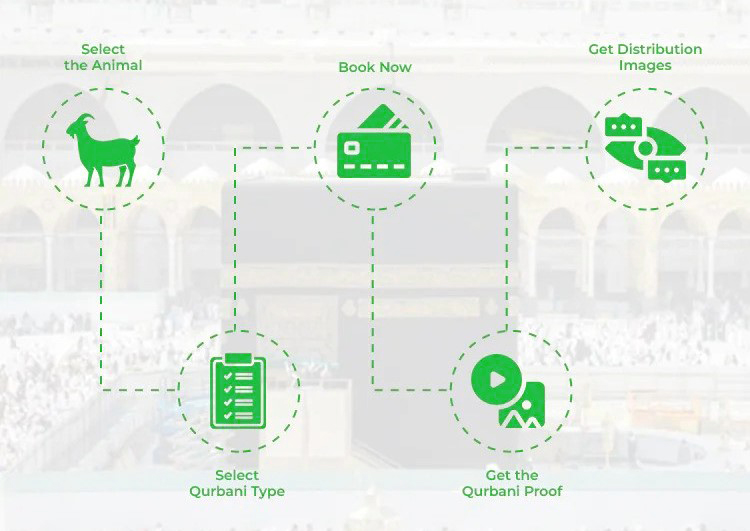 Select
the Animal
Book Now
Get Distribution
Images
Select
Qurbani Type
Get the
Qurbani Proof